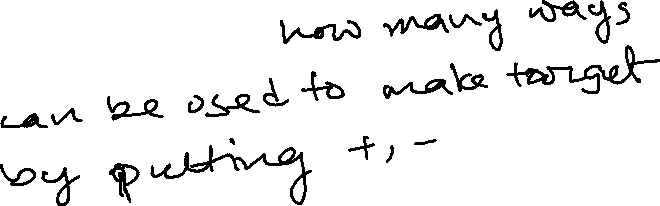 how many ways
can be used to make target
by putting +, -